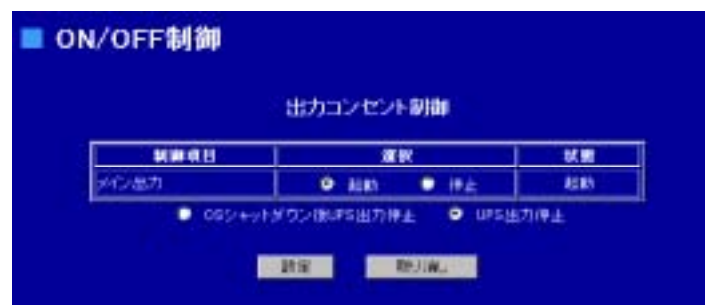 ON/OFF制御
出力コンセント制御
制御項目 選択 状態
メイン出力 起動 停止 起動
OSシャットダウン後UPS出力停止 UPS出力停止
設定 取り消し